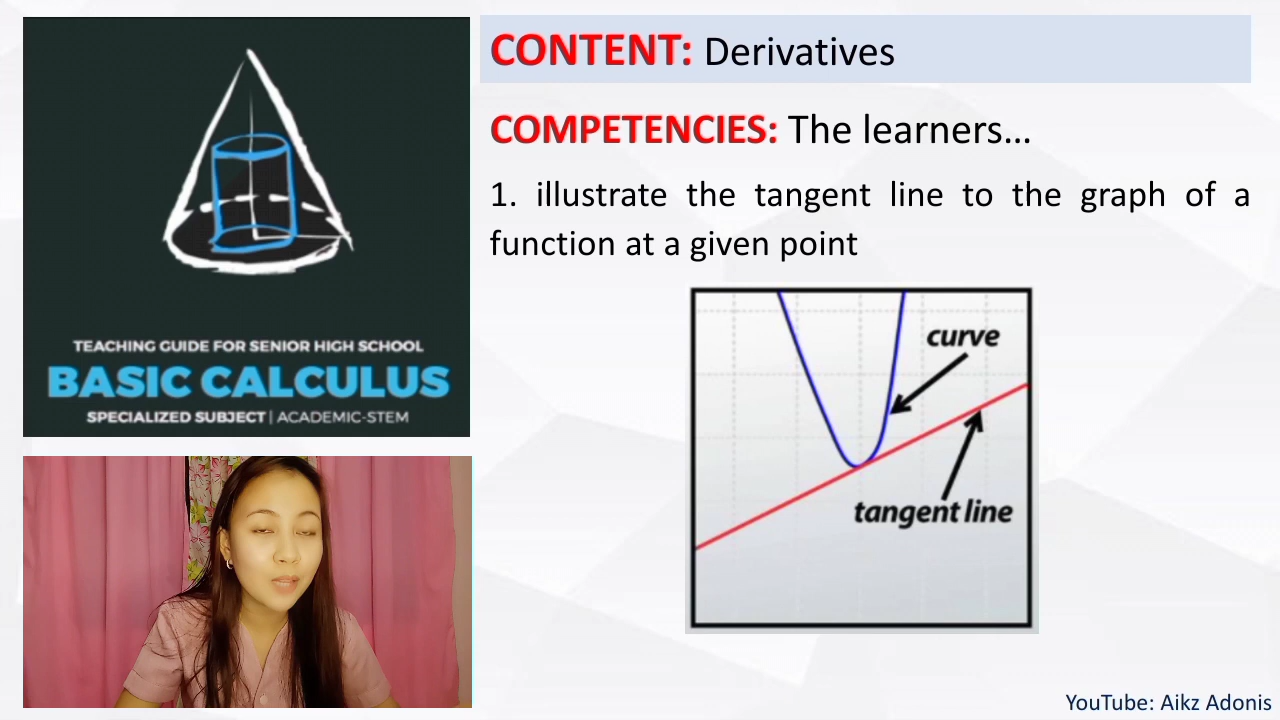 TEACHING GUIDE FOR SENIOR HIGH SCHOOL
BASIC CALCULUS
SPECIALIZED SUBJECT | ACADEMIC-STEM
CONTENT: Derivatives
COMPETENCIES: The learners…
1. illustrate the tangent line to the graph of a
function at a given point
curve
tangent line
YouTube: Aikz Adonis